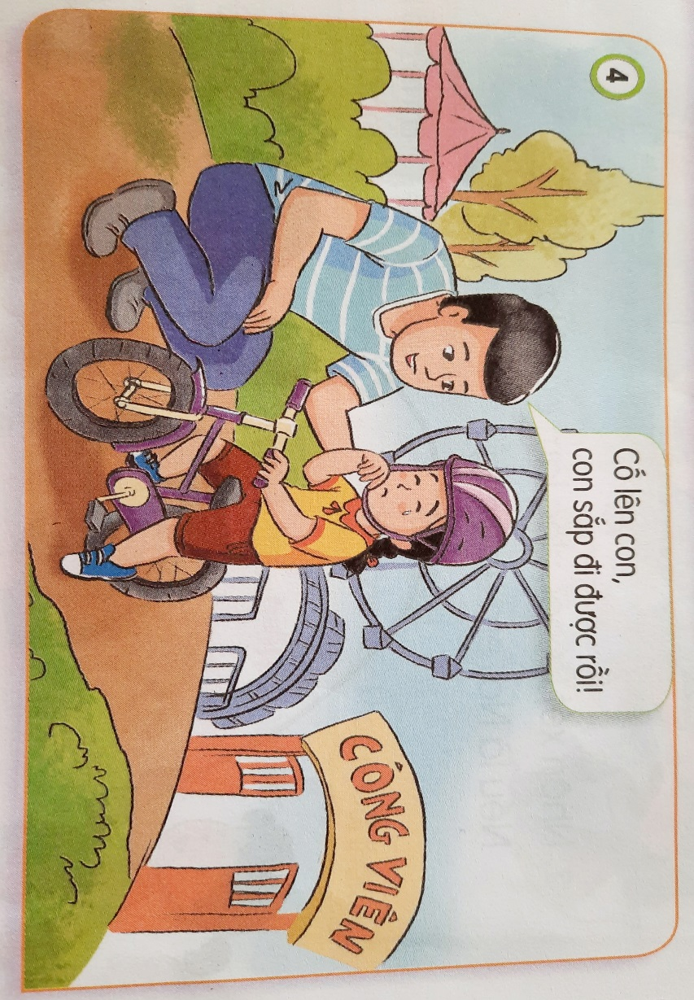 4
Cố lên con,
con sắp đi được rồi!
CÔNG VIÊN